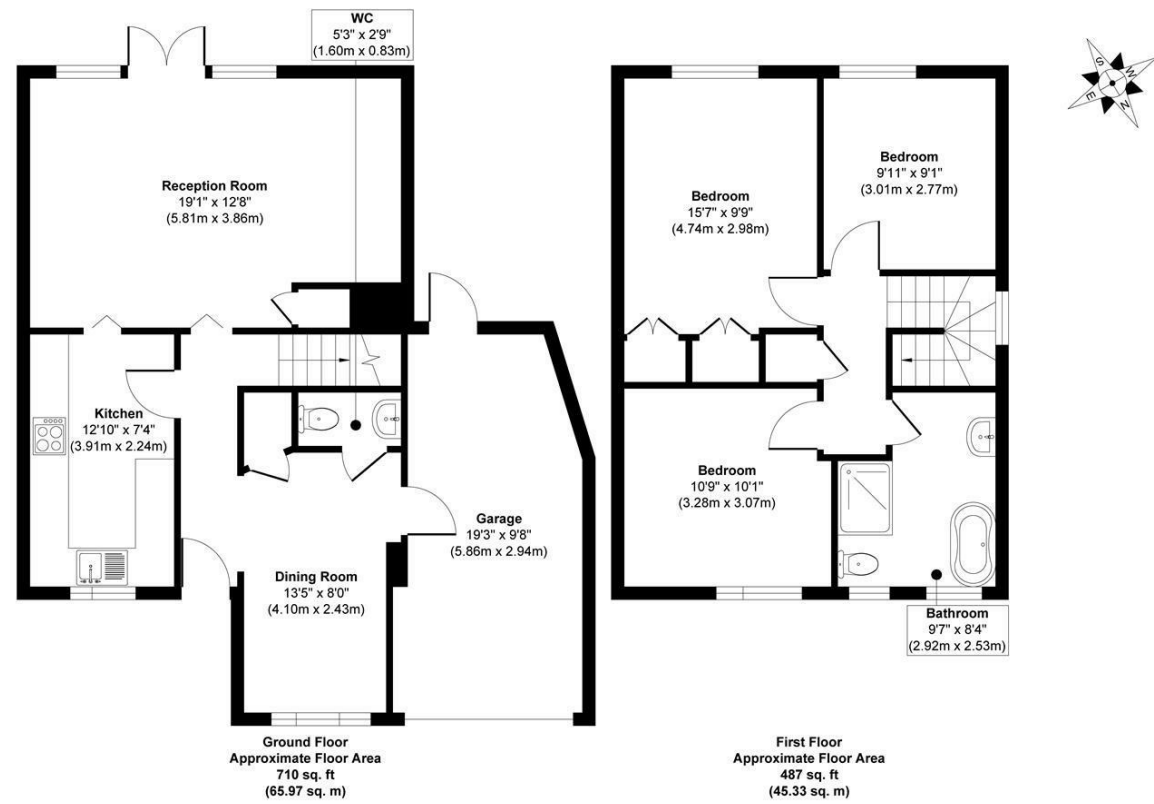 WC
5'3" x 2'9"
(1.60m x 0.83m)
Reception Room
19'1" x 12'8"
(5.81m x 3.86m)
Kitchen
12'10" x 7'4"
(3.91m x 2.24m)
Garage
19'3" x 9'8"
(5.86m x 2.94m)
Dining Room
13'5" x 8'0"
(4.10m x 2.43m)
Ground Floor
Approximate Floor Area
710 sq. ft
(65.97 sq. m)
Bedroom
15'7" x 9'9"
(4.74m x 2.98m)
Bedroom
9'11" x 9'1"
(3.01m x 2.77m)
Bedroom
10'9" x 10'1"
(3.28m x 3.07m)
Bathroom
9'7" x 8'4"
(2.92m x 2.53m)
First Floor
Approximate Floor Area
487 sq. ft
(45.33 sq. m)
S
W
E
N